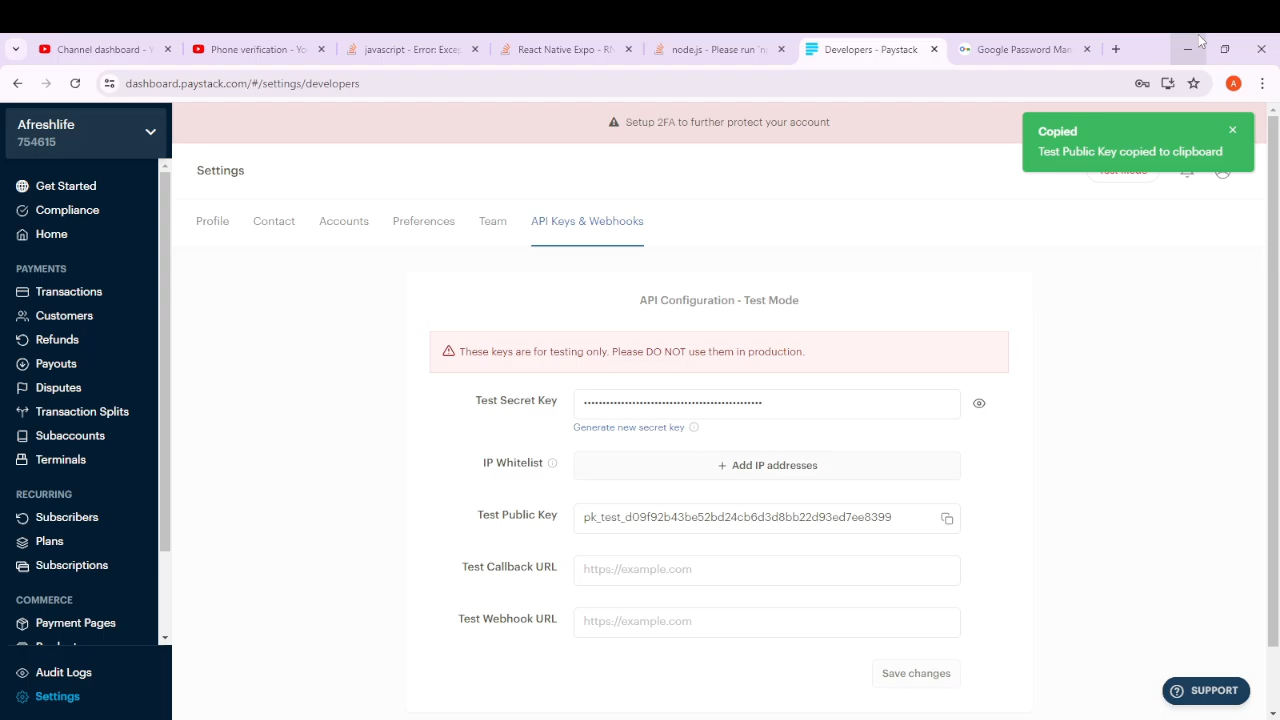 Channel dashboard - Y
Phone verification - Yo
javascript - Error: Excep
React Native Expo - RN
node.js - Please run `n
Developers - Paystack
Google Password Man
dashboard.paystack.com/#/settings/developers
A
Afreshlife
754615
Setup 2FA to further protect your account
Copied
Test Public Key copied to clipboard
Settings
Profile
Contact
Accounts
Preferences
Team
API Keys & Webhooks
Get Started
Compliance
Home
PAYMENTS
Transactions
Customers
Refunds
Payouts
Disputes
Transaction Splits
Subaccounts
Terminals
RECURRING
Subscribers
Plans
Subscriptions
COMMERCE
Payment Pages
Audit Logs
Settings
API Configuration - Test Mode
These keys are for testing only. Please DO NOT use them in production.
Test Secret Key
Generate new secret key
IP Whitelist
+ Add IP addresses
Test Public Key
pk_test_d09f92b43be52bd24cb6d3d8bb22d93ed7ee8399
Test Callback URL
https://example.com
Test Webhook URL
https://example.com
Save changes
SUPPORT